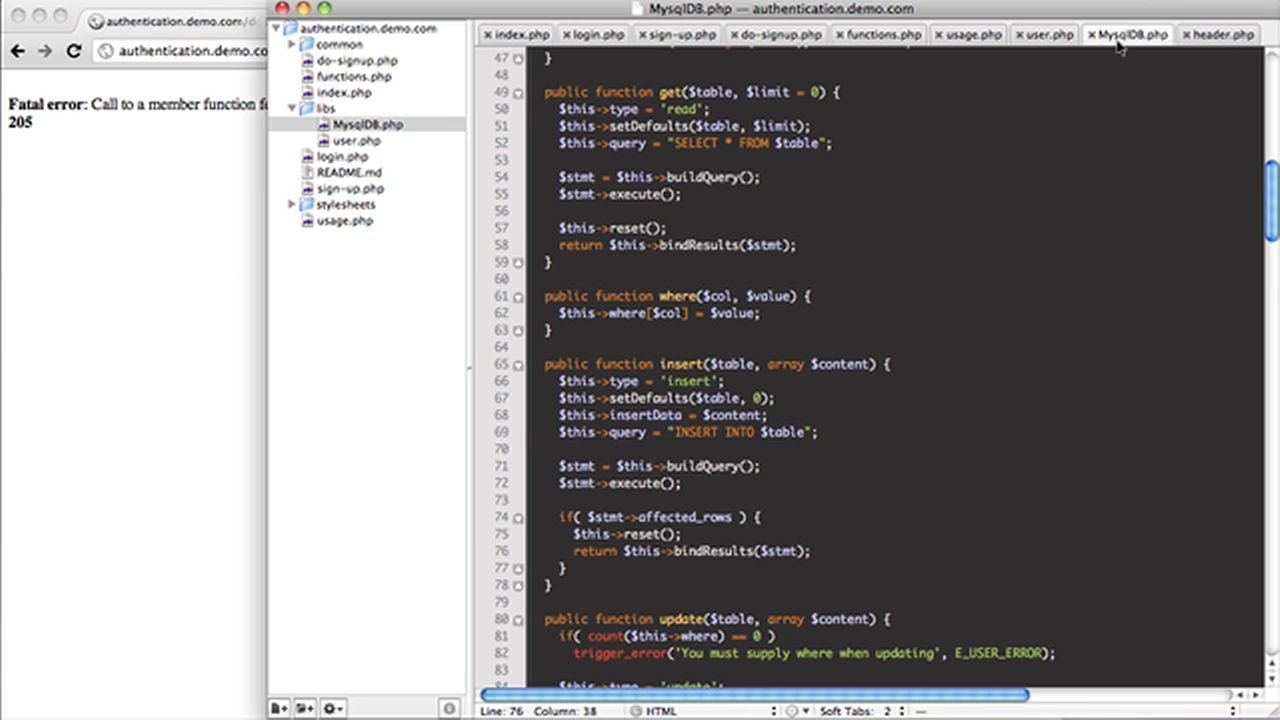 MysqlDB.php — authentication.demo.com
authentication.demo.com/d
authentication.demo.co
Fatal error: Call to a member function fe
205
authentication.demo.com
common
do-signup.php
functions.php
index.php
libs
MysqlDB.php
user.php
login.php
README.md
sign-up.php
stylesheets
usage.php
× index.php
× login.php
× sign-up.php
× do-signup.php
× functions.php
× usage.php
× user.php
× MysqlDB.php
× header.php
47 }
48
49 public function get($table, $limit = 0) {
50 $this->type = 'read';
51 $this->setDefaults($table, $limit);
52 $this->query = "SELECT * FROM $table";
53
54 $stmt = $this->buildQuery();
55 $stmt->execute();
56
57 $this->reset();
58 return $this->bindResults($stmt);
59 }
60
61 public function where($col, $value) {
62 $this->where[$col] = $value;
63 }
64
65 public function insert($table, array $content) {
66 $this->type = 'insert';
67 $this->setDefaults($table, 0);
68 $this->insertData = $content;
69 $this->query = "INSERT INTO $table";
70
71 $stmt = $this->buildQuery();
72 $stmt->execute();
73
74 if( $stmt->affected_rows ) {
75 $this->reset();
76 return $this->bindResults($stmt);
77 }
78 }
79
80 public function update($table, array $content) {
81 if( count($this->where) == 0 )
82 trigger_error('You must supply where when updating', E_USER_ERROR);
83
84 $this->type = 'update';
Line: 76 Column: 38
HTML
Soft Tabs: 2
—